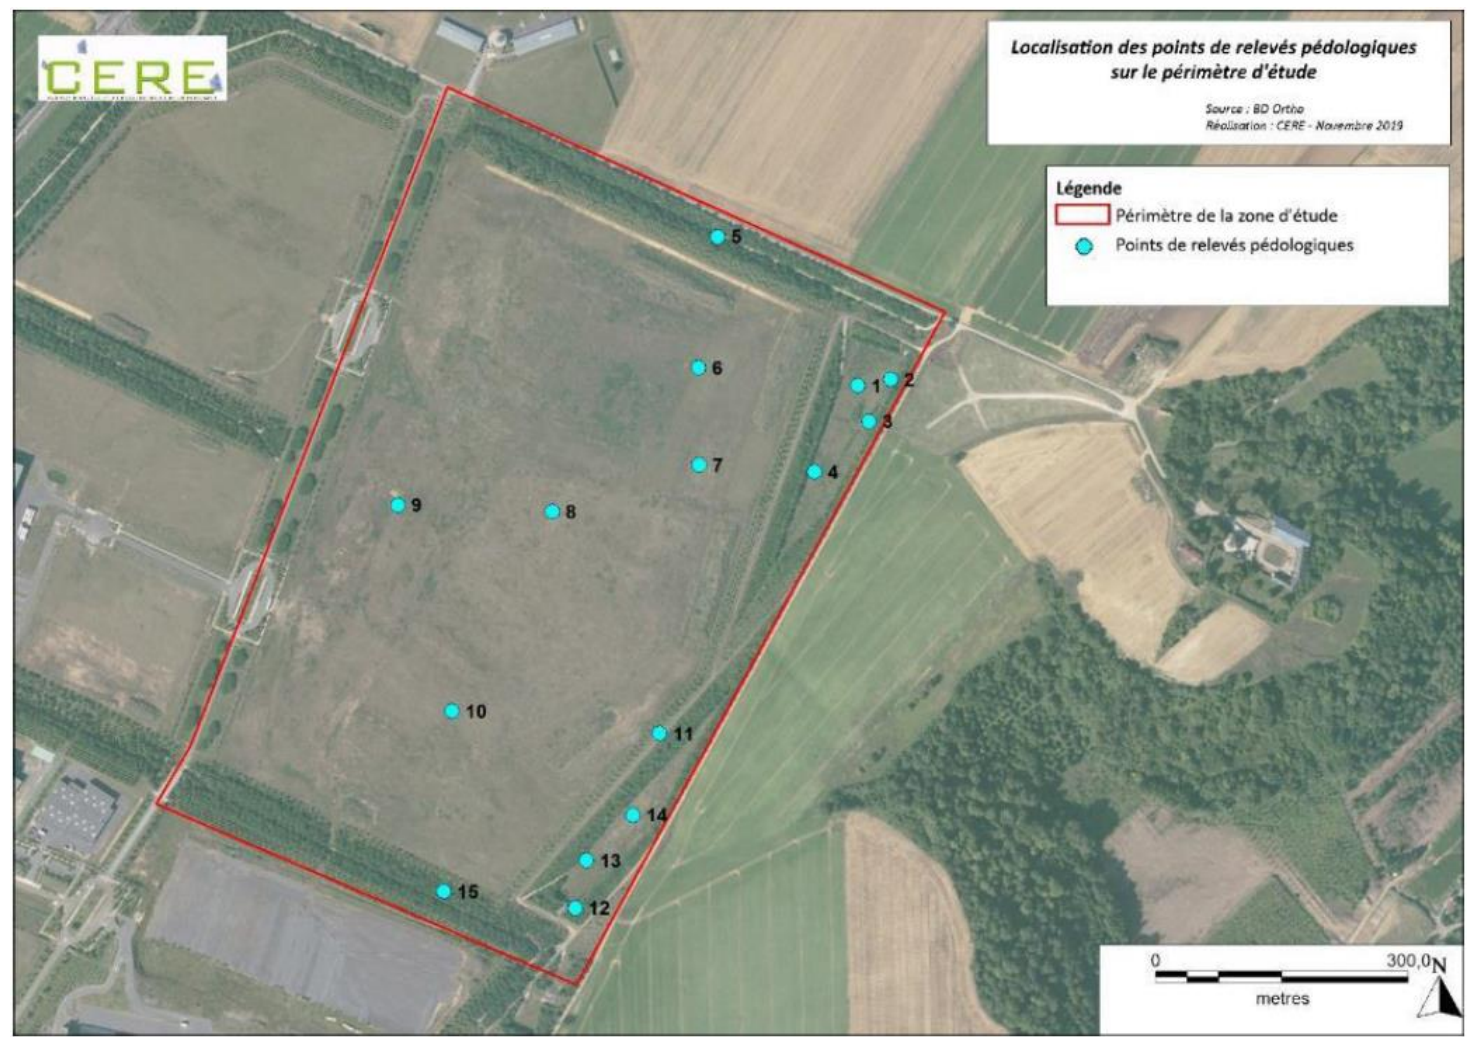 CERE
Localisation des points de relevés pédologiques
sur le périmètre d'étude
Source : BD Ortho
Réalisation : CERE - Novembre 2019
Légende
Périmètre de la zone d'étude
Points de relevés pédologiques
5
6
1
2
3
7
4
9
8
10
11
14
13
15
12
0
300,0
N
metres